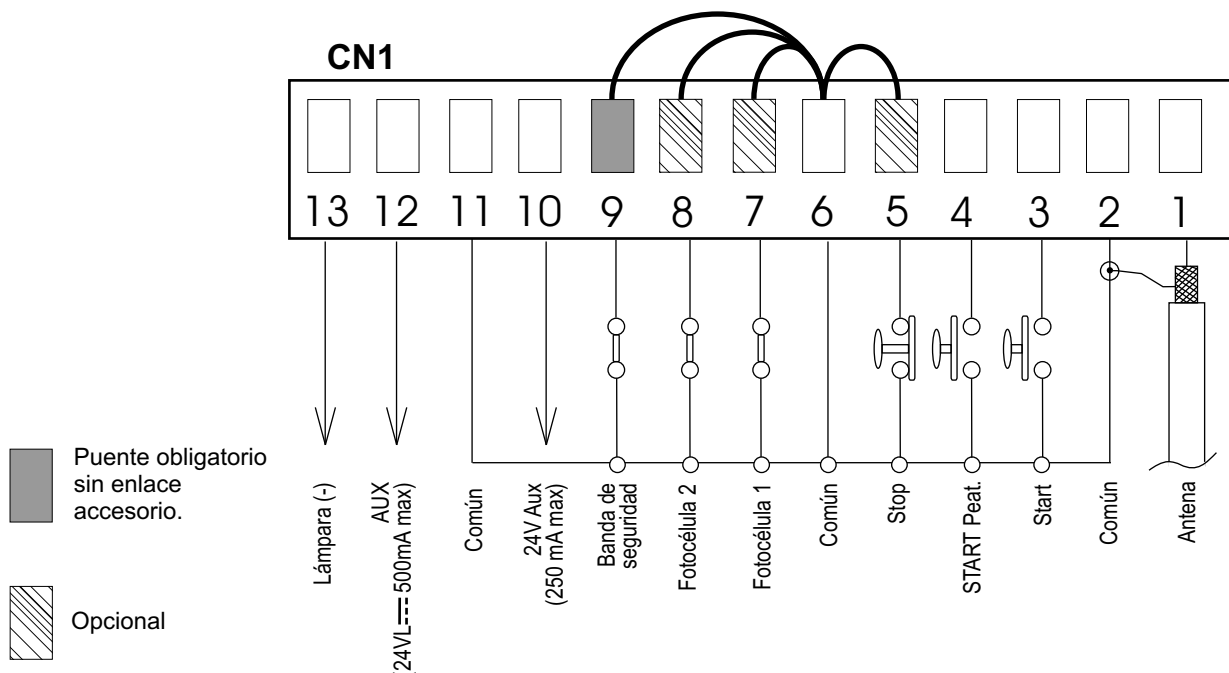 CN1
13 12 11 10 9 8 7 6 5 4 3 2 1
Lámpara (-)
AUX
(24VL 500mA max)
Común
24V Aux
(250 mA max)
Banda de
seguridad
Fotocélula 2
Fotocélula 1
Común
Stop
START Peat.
Start
Común
Antena
Puente obligatorio
sin enlace
accesorio.
Opcional